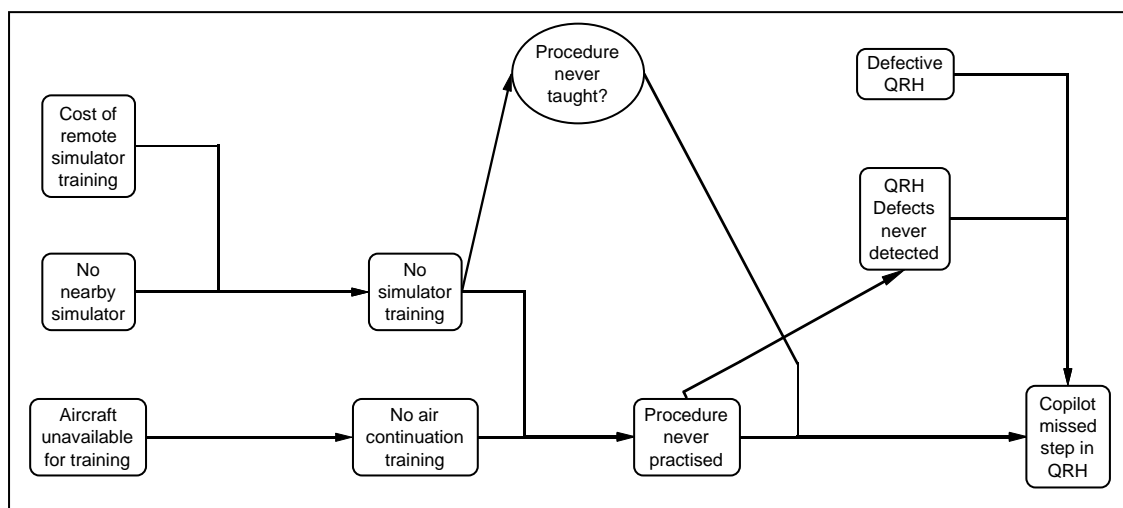 Procedure
never
taught?
Defective
QRH
Cost of
remote
simulator
training
QRH
Defects
never
detected
No
nearby
simulator
No
simulator
training
Aircraft
unavailable
for training
No air
continuation
training
Procedure
never
practised
Copilot
missed
step in
QRH